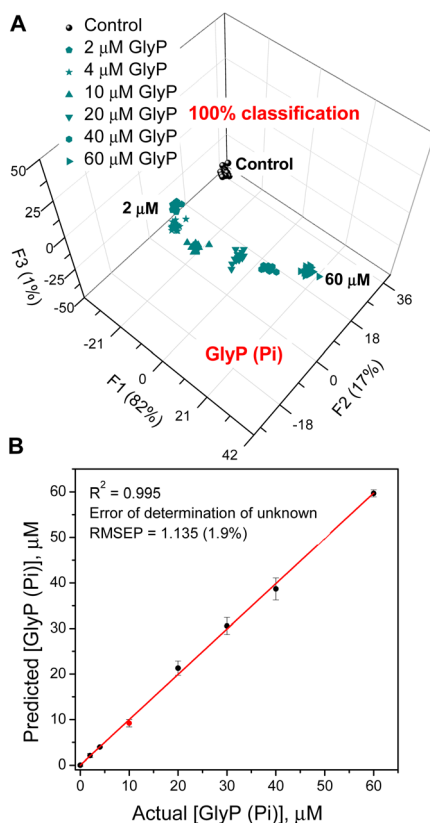 A
Control
2 μM GlyP
4 μM GlyP
10 μM GlyP
20 μM GlyP
40 μM GlyP
60 μM GlyP
100% classification
Control
2 μM
60 μM
GlyP (Pi)
50
25
0
-25
-50
F3 (1%)
-21
0
21
42
F1 (82%)
-18
0
18
36
F2 (17%)
B
R² = 0.995
Error of determination of unknown
RMSEP = 1.135 (1.9%)
Predicted [GlyP (Pi)], μM
60
50
40
30
20
10
0
0 10 20 30 40 50 60
Actual [GlyP (Pi)], μM